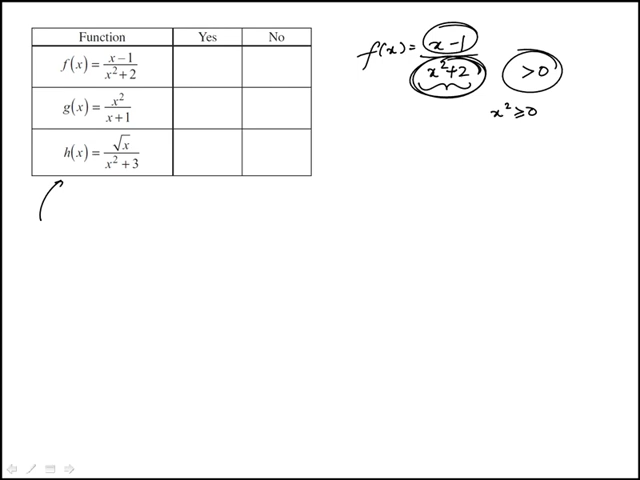 Function Yes No
f(x) = x−1 / x²+2
g(x) = x² / x+1
h(x) = √x / x²+3
f(x) = x−1 / x²+2 >0
x² ≥ 0